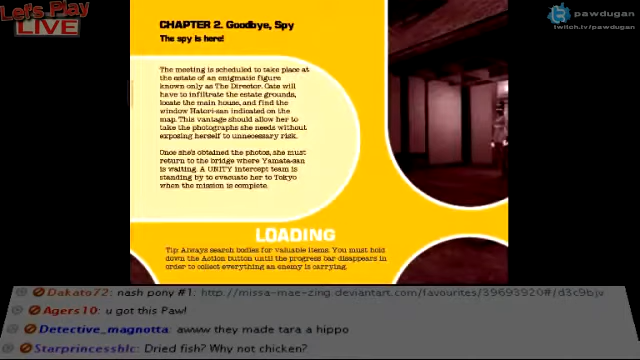 Let's Play
LIVE
pawdugan
twitch.tv/pawdugan
CHAPTER 2. Goodbye, Spy
The spy is here!
The meeting is scheduled to take place at
the estate of an enigmatic figure
known only as The Director. Cate will
have to infiltrate the estate grounds,
locate the main house, and find the
window Hatori-san indicated on the
map. This vantage should allow her to
take the photographs she needs without
exposing herself to unnecessary risk.
Once she's obtained the photos, she must
return to the bridge where Yamata-san
is waiting. A UNITY intercept team is
standing by to evacuate her to Tokyo
when the mission is complete.
LOADING
Tip: Always search bodies for valuable items. You must hold
down the Action button until the progress bar disappears in
order to collect everything an enemy is carrying.
Dakato72: nash pony #1. http://missa-mae-zing.deviantart.com/favourites/39693920#/d3c9bjv
Agers10: u got this Paw!
Detective_magnotta: awww they made tara a hippo
Starprincessblc: Dried fish? Why not chicken?